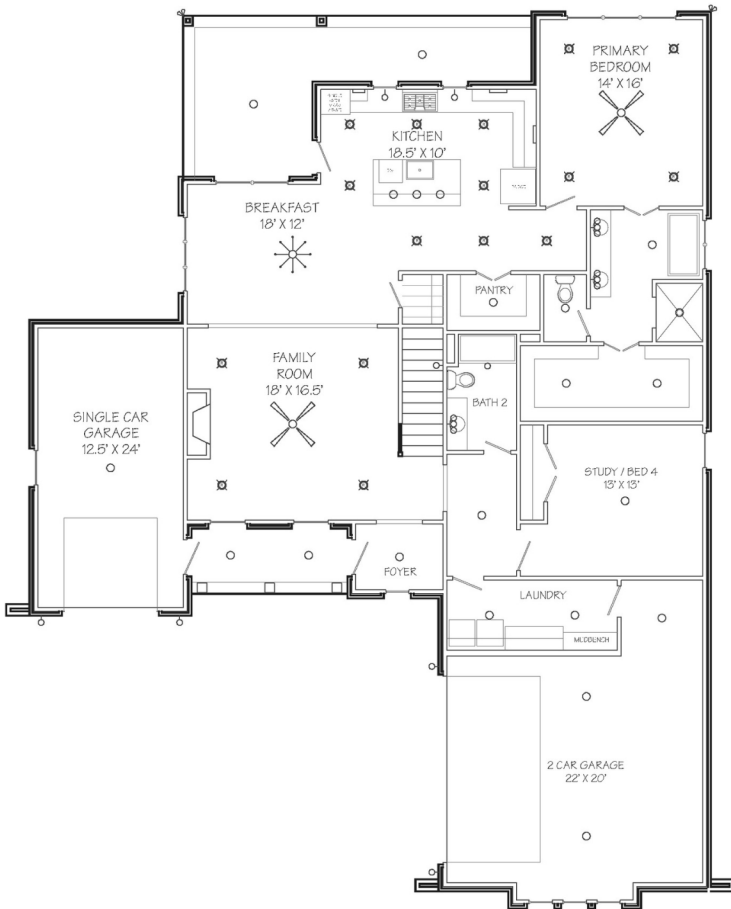 PRIMARY
BEDROOM
14' X 16'
KITCHEN
18.5' X 10'
BREAKFAST
18' X 12'
PANTRY
FAMILY
ROOM
18' X 16.5'
SINGLE CAR
GARAGE
12.5' X 24'
BATH 2
STUDY / BED 4
13' X 13'
FOYER
LAUNDRY
MUDBENCH
2 CAR GARAGE
22' X 20'